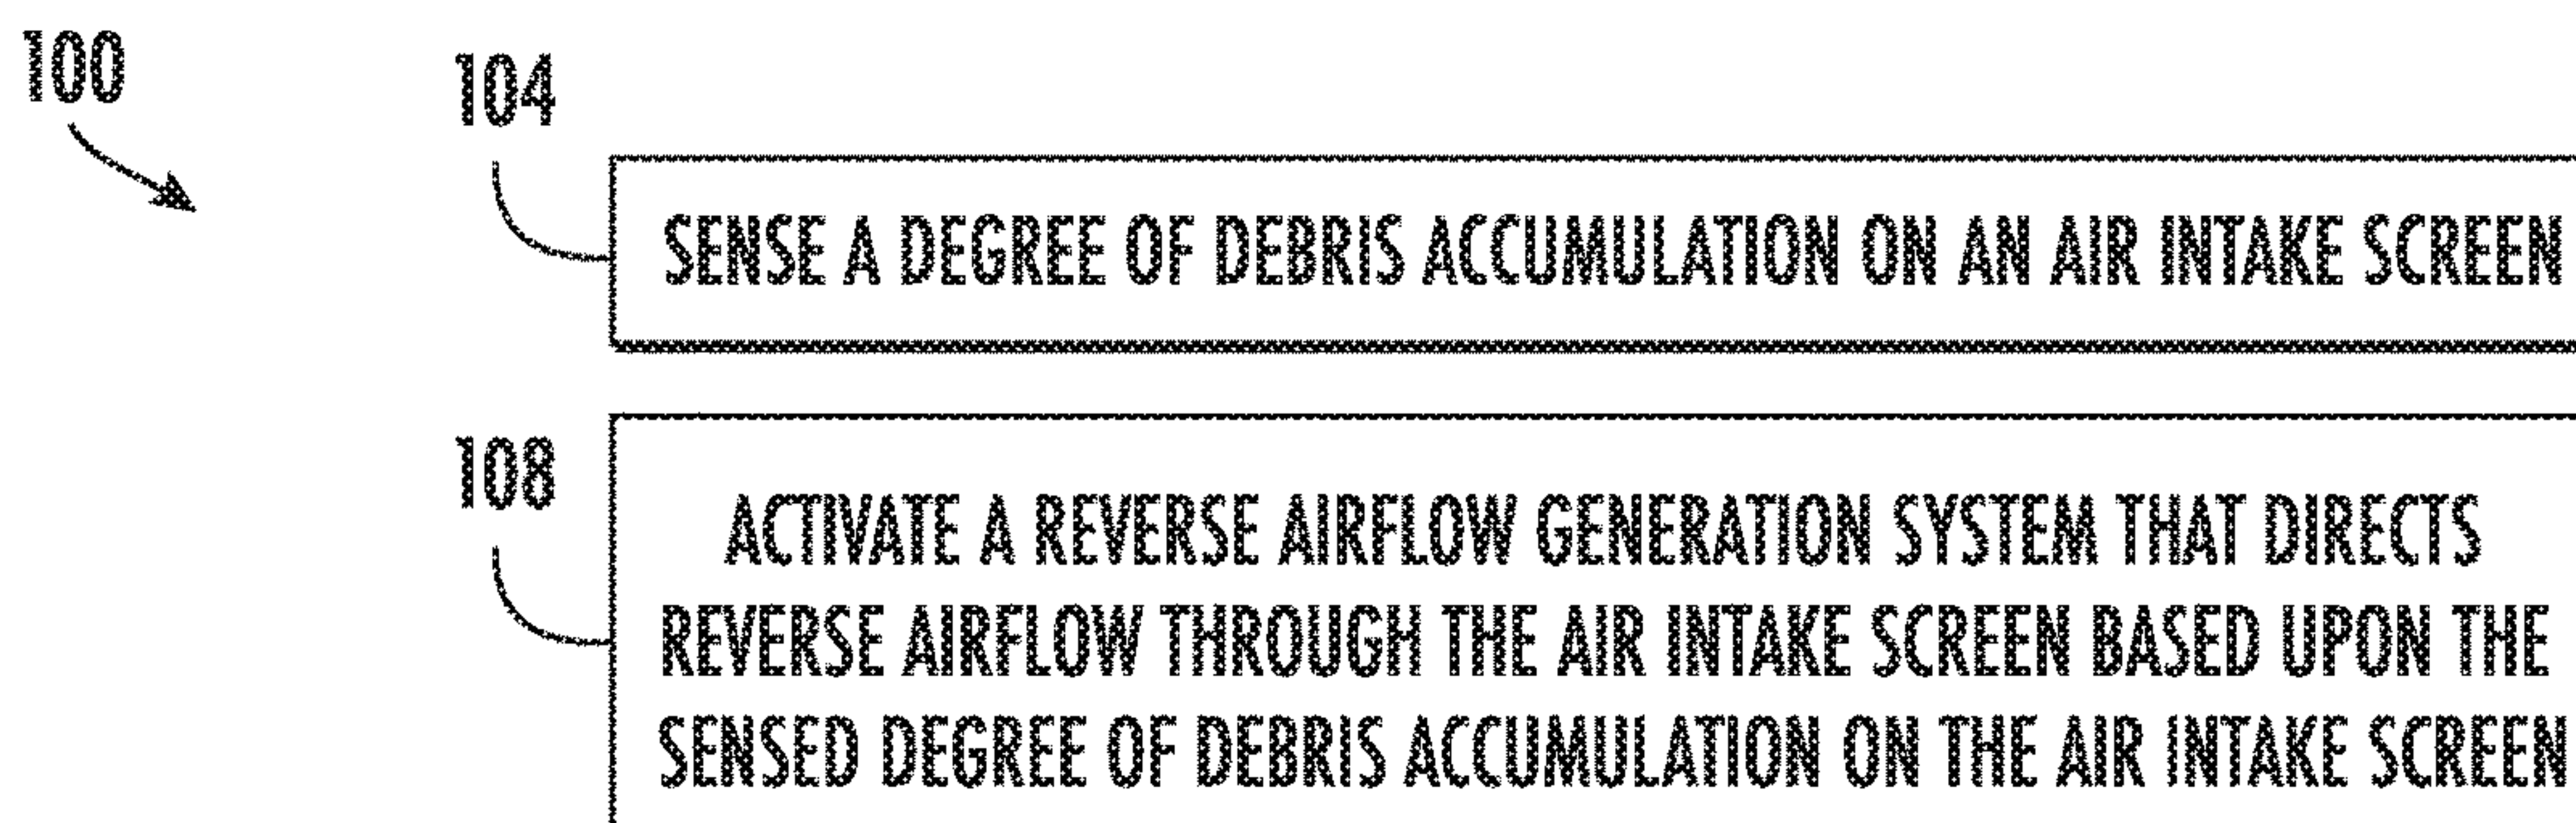 100
104
SENSE A DEGREE OF DEBRIS ACCUMULATION ON AN AIR INTAKE SCREEN
108
ACTIVATE A REVERSE AIRFLOW GENERATION SYSTEM THAT DIRECTS
REVERSE AIRFLOW THROUGH THE AIR INTAKE SCREEN BASED UPON THE
SENSED DEGREE OF DEBRIS ACCUMULATION ON THE AIR INTAKE SCREEN